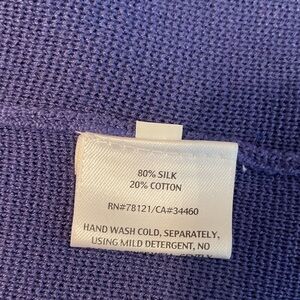 80% SILK
20% COTTON
RN#78121/CA#34460
HAND WASH COLD, SEPARATELY,
USING MILD DETERGENT, NO